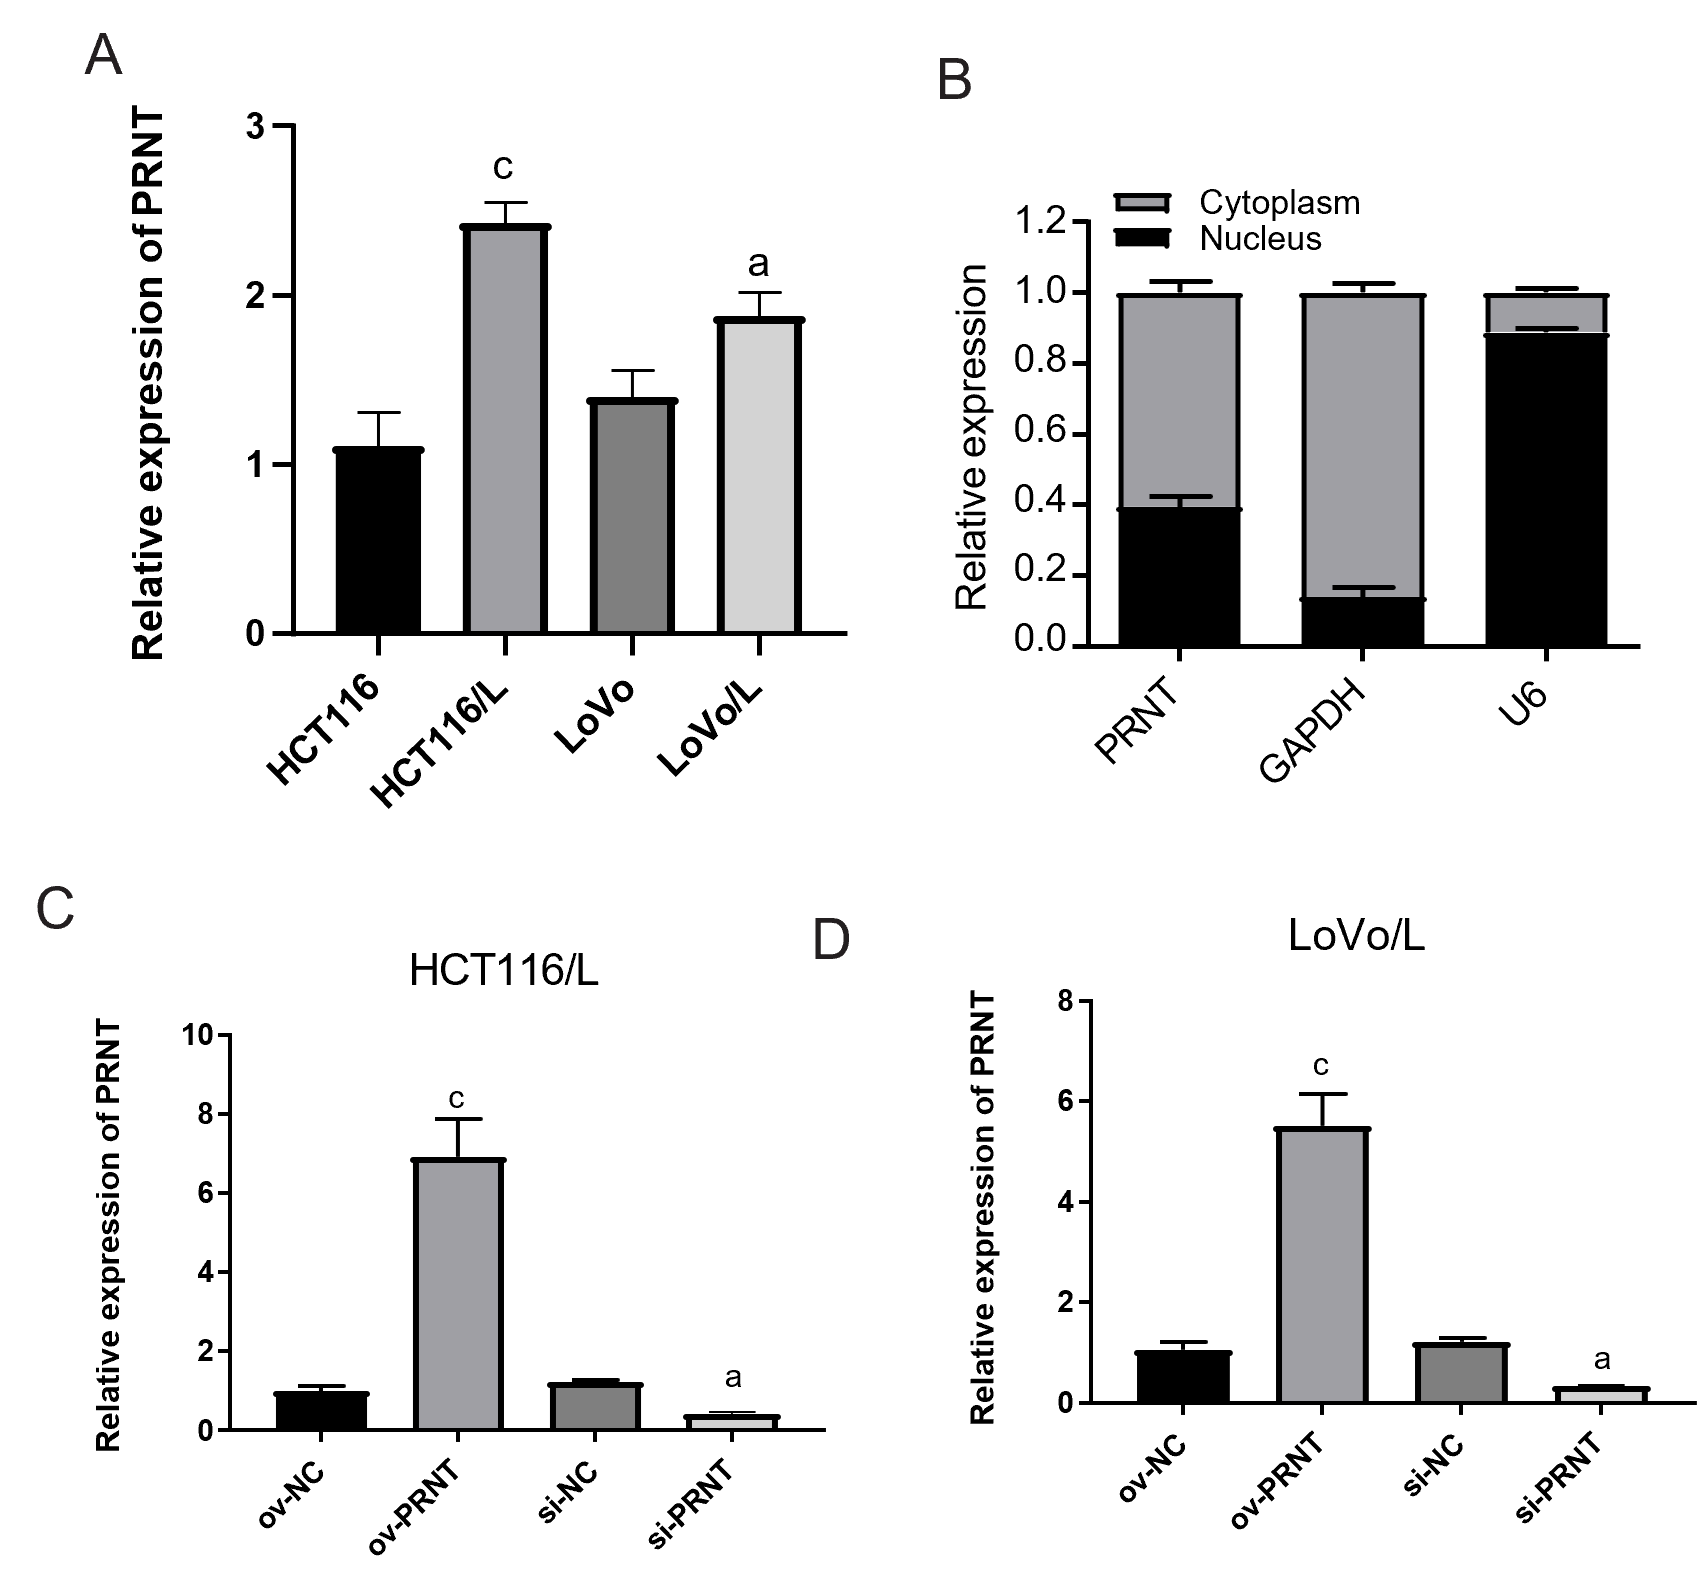 A
Relative expression of PRNT
3
2
1
0
c
a
HCT116
HCT116/L
LoVo
LoVo/L
B
Relative expression
Cytoplasm
Nucleus
1.2
1.0
0.8
0.6
0.4
0.2
0.0
PRNT
GAPDH
U6
C
HCT116/L
Relative expression of PRNT
10
8
6
4
2
0
c
a
ov-NC
ov-PRNT
si-NC
si-PRNT
D
LoVo/L
Relative expression of PRNT
8
6
4
2
0
c
a
ov-NC
ov-PRNT
si-NC
si-PRNT